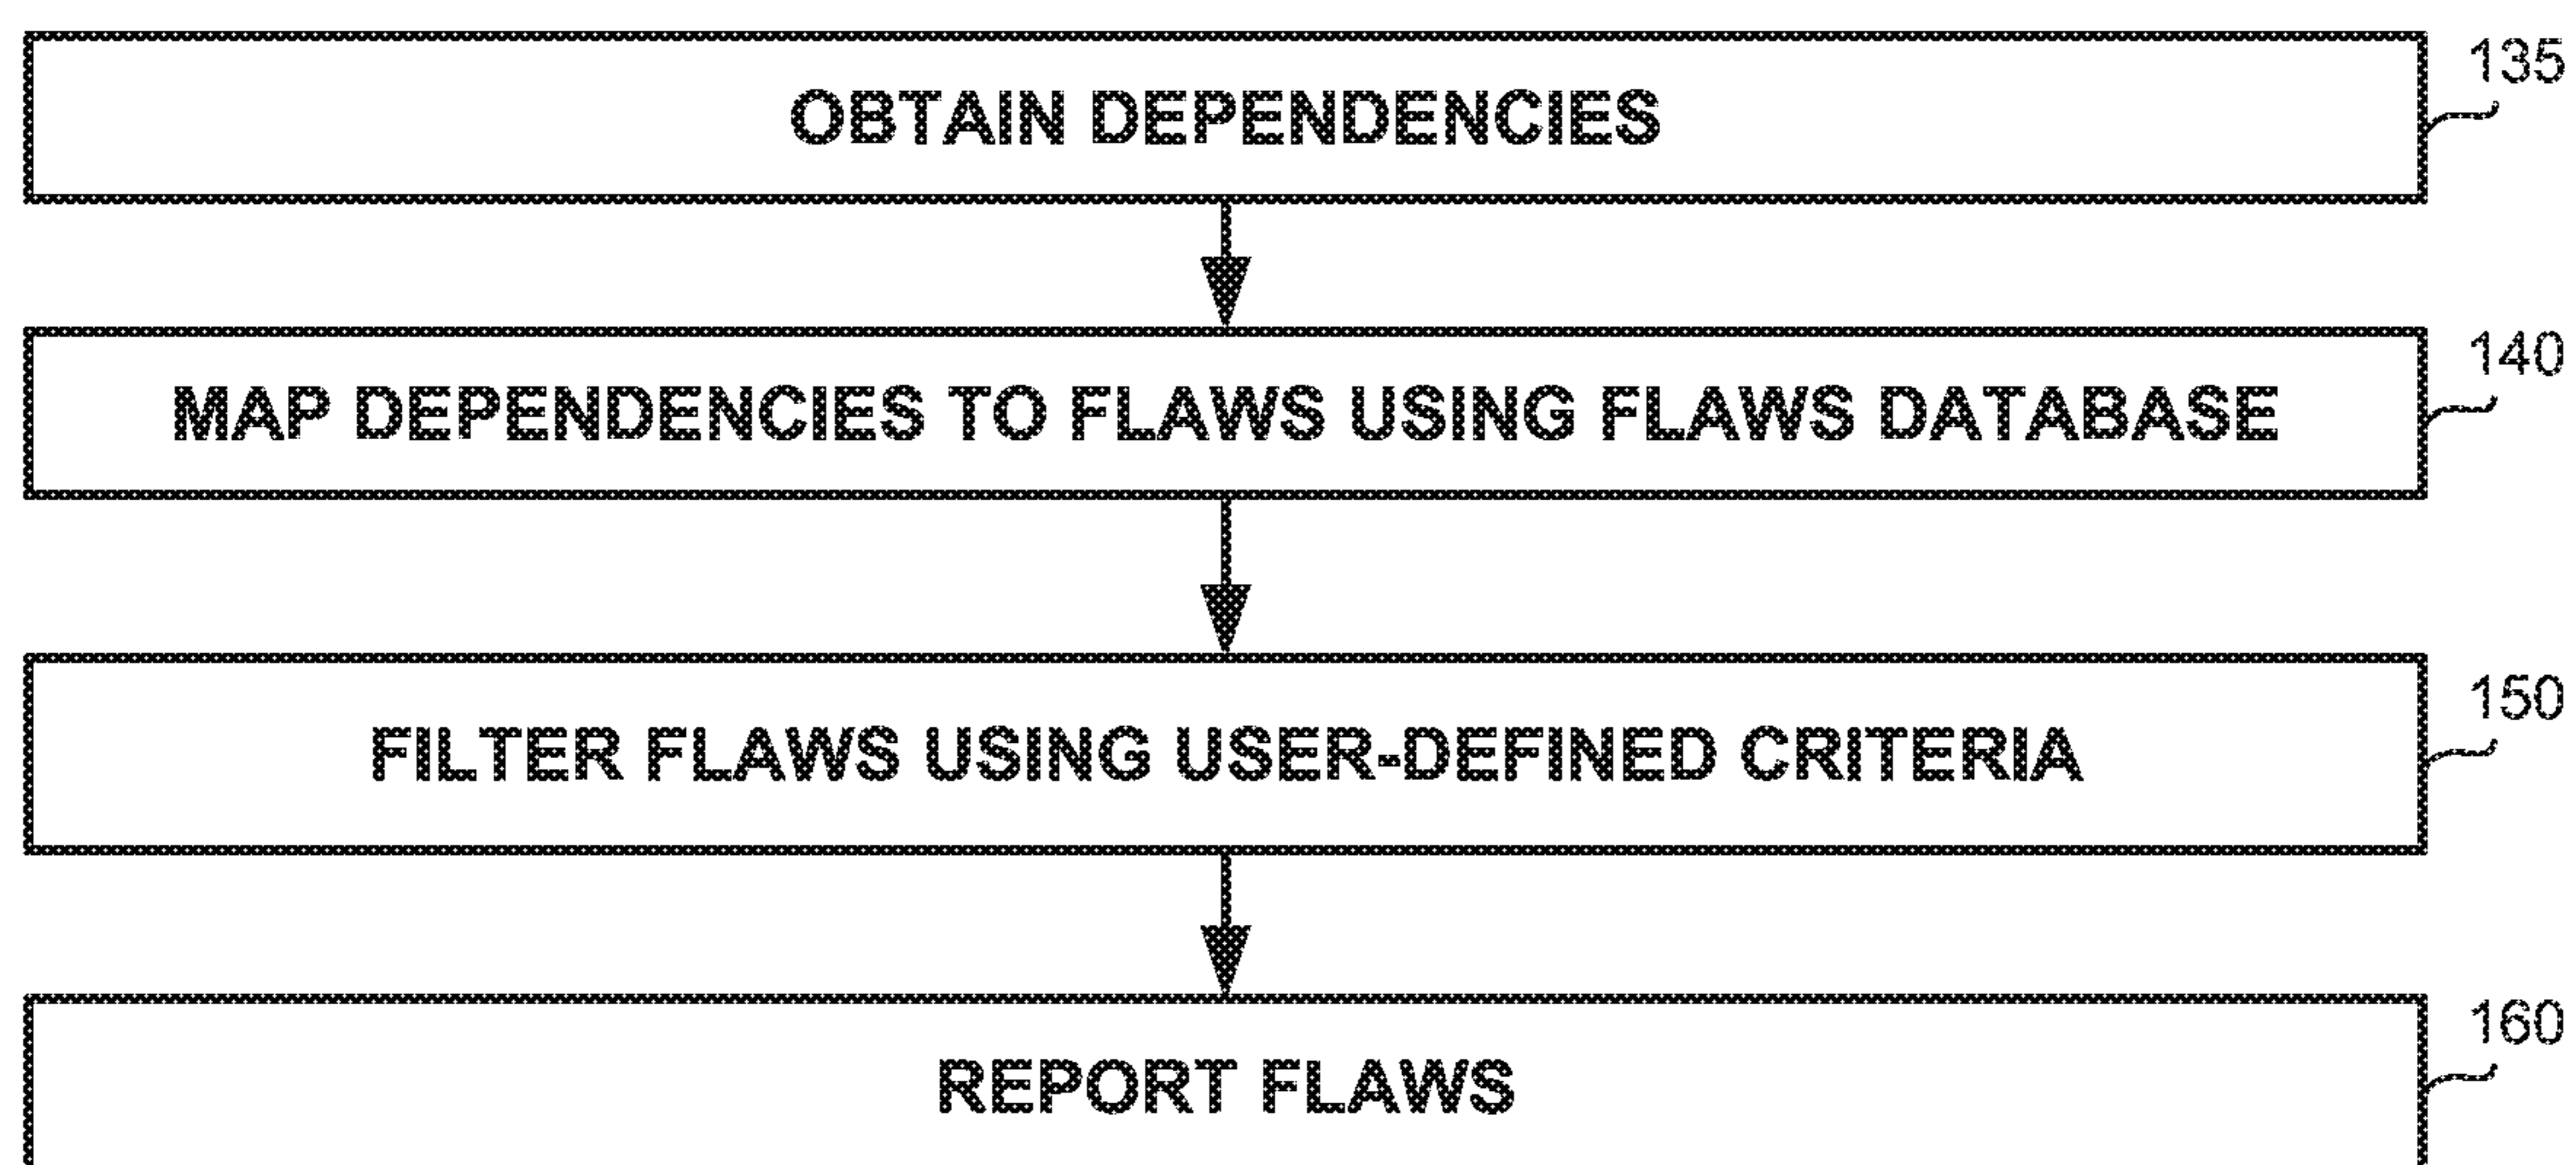 135
OBTAIN DEPENDENCIES
140
MAP DEPENDENCIES TO FLAWS USING FLAWS DATABASE
150
FILTER FLAWS USING USER-DEFINED CRITERIA
160
REPORT FLAWS